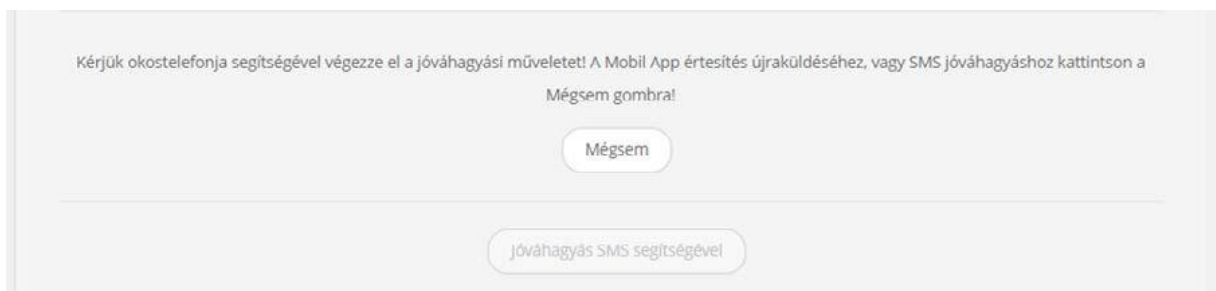 Kérjük okostelefonja segítségével végezze el a jóváhagyási műveletet! A Mobil App értesítés újraküldéséhez, vagy SMS jóváhagyáshoz kattintson a
Mégsem gombra!
Mégsem
Jóváhagyás SMS segítségével